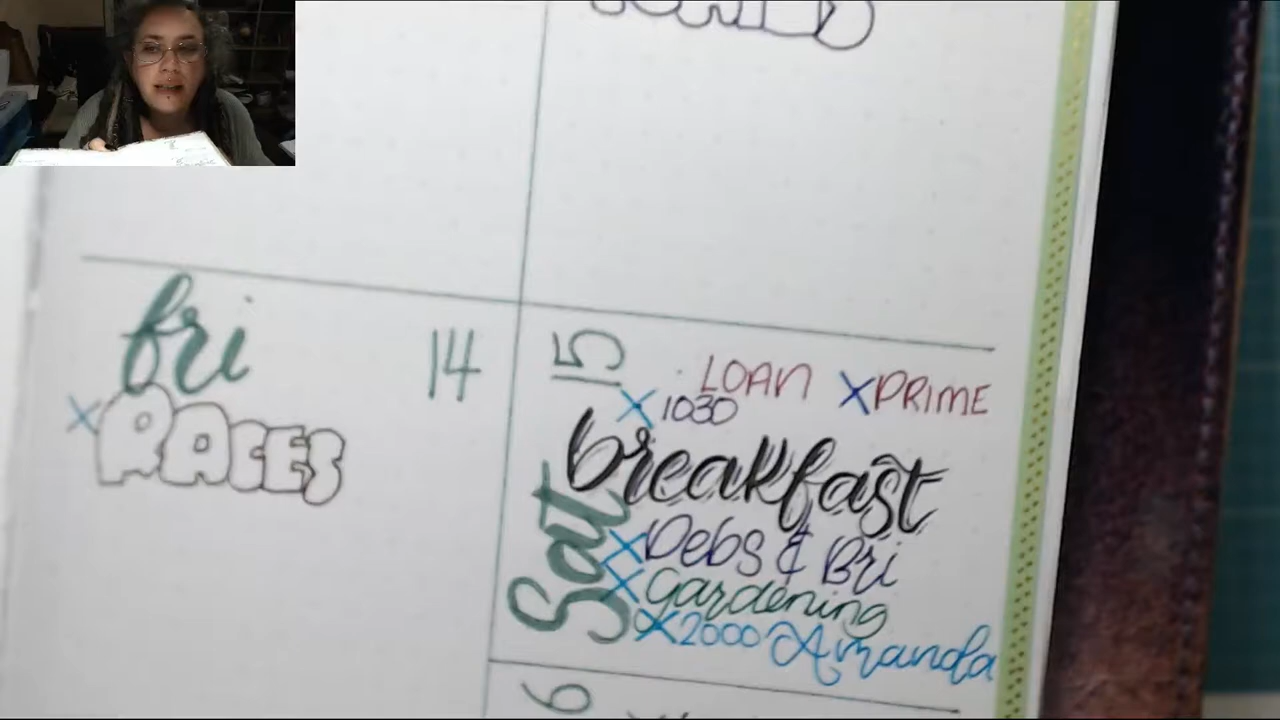 fri 14
X RACES
15 Sat
LOAN X PRIME
X 1030
breakfast
X Debs & Bri
X Gardening
X 2000 Amanda